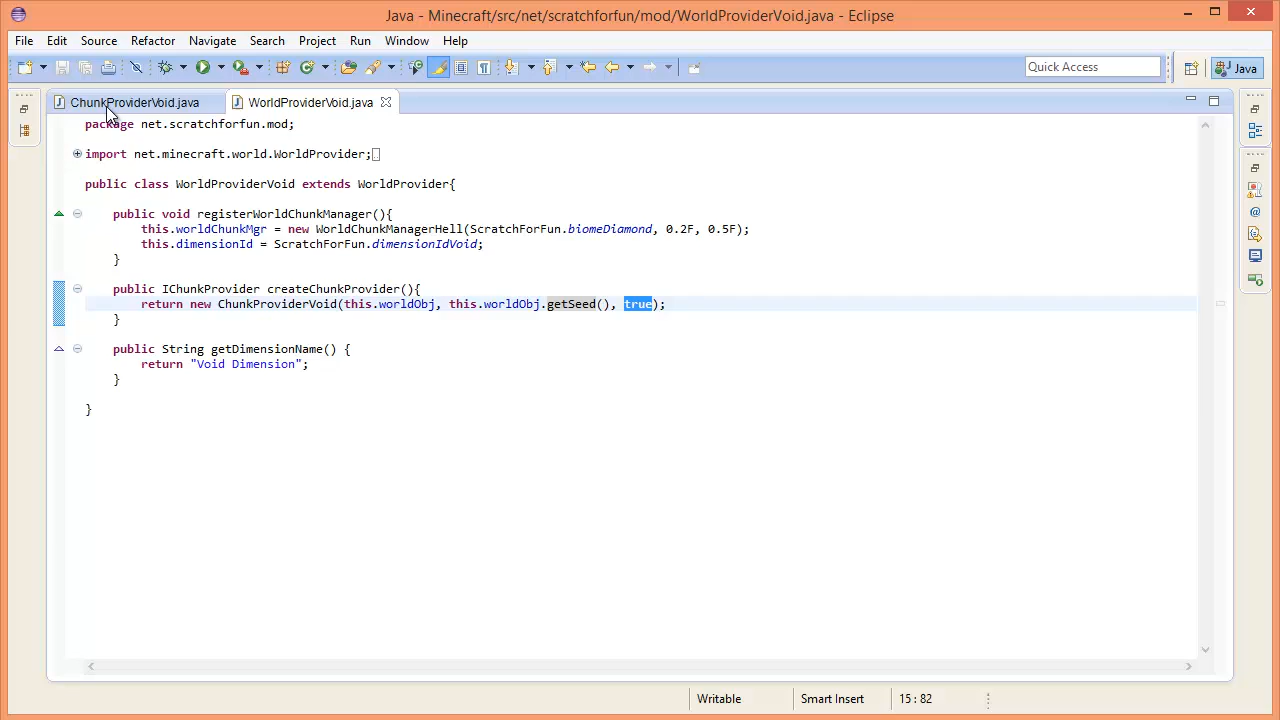 Java - Minecraft/src/net/scratchforfun/mod/WorldProviderVoid.java - Eclipse
File Edit Source Refactor Navigate Search Project Run Window Help
Quick Access
Java
ChunkProviderVoid.java WorldProviderVoid.java
package net.scratchforfun.mod;
import net.minecraft.world.WorldProvider;
public class WorldProviderVoid extends WorldProvider{
public void registerWorldChunkManager(){
this.worldChunkMgr = new WorldChunkManagerHell(ScratchForFun.biomeDiamond, 0.2F, 0.5F);
this.dimensionId = ScratchForFun.dimensionIdVoid;
}
public IChunkProvider createChunkProvider(){
return new ChunkProviderVoid(this.worldObj, this.worldObj.getSeed(), true);
}
public String getDimensionName() {
return "Void Dimension";
}
}
Writable Smart Insert 15 : 82